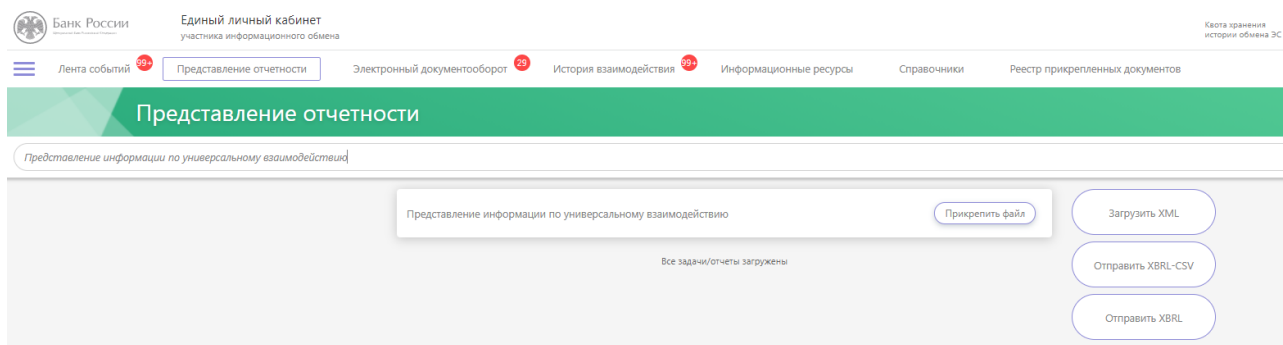 Банк России
Единый личный кабинет
участника информационного обмена
Квота хранения
истории обмена ЭС
Лента событий 99+ Представление отчетности Электронный документооборот 29 История взаимодействия 99+ Информационные ресурсы Справочники Реестр прикрепленных документов
Представление отчетности
Представление информации по универсальному взаимодействию
Представление информации по универсальному взаимодействию Прикрепить файл Загрузить XML
Все задачи/отчеты загружены
Отправить XBRL-CSV
Отправить XBRL